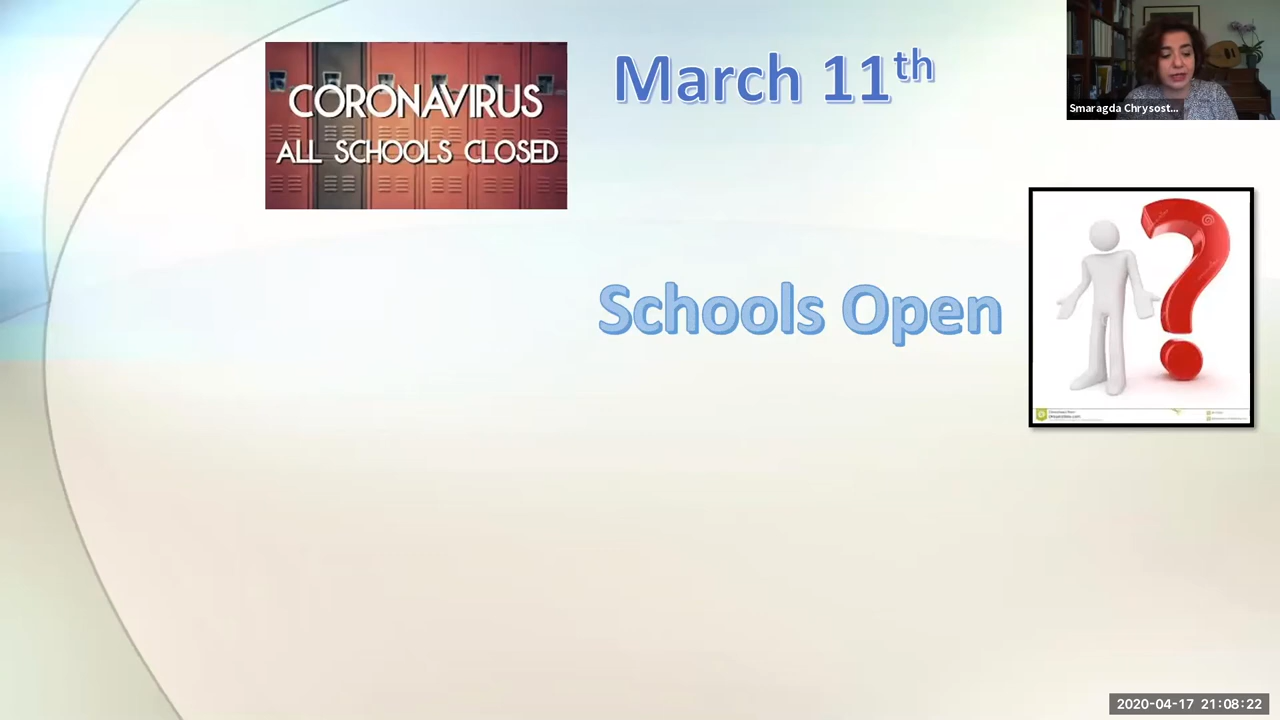 CORONAVIRUS
ALL SCHOOLS CLOSED
March 11th
Smaragda Chrysost...
Schools Open
2020-04-17 21:08:22